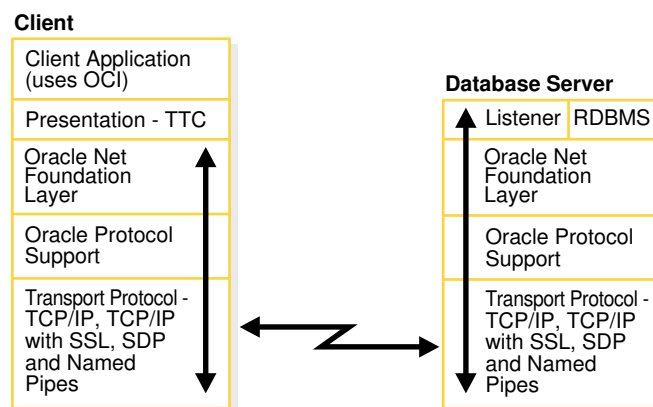 Client
Client Application
(uses OCI)
Presentation - TTC
Oracle Net
Foundation
Layer
Oracle Protocol
Support
Transport Protocol -
TCP/IP, TCP/IP
with SSL, SDP
and Named
Pipes
Database Server
Listener
RDBMS
Oracle Net
Foundation
Layer
Oracle Protocol
Support
Transport Protocol -
TCP/IP, TCP/IP
with SSL, SDP
and Named
Pipes